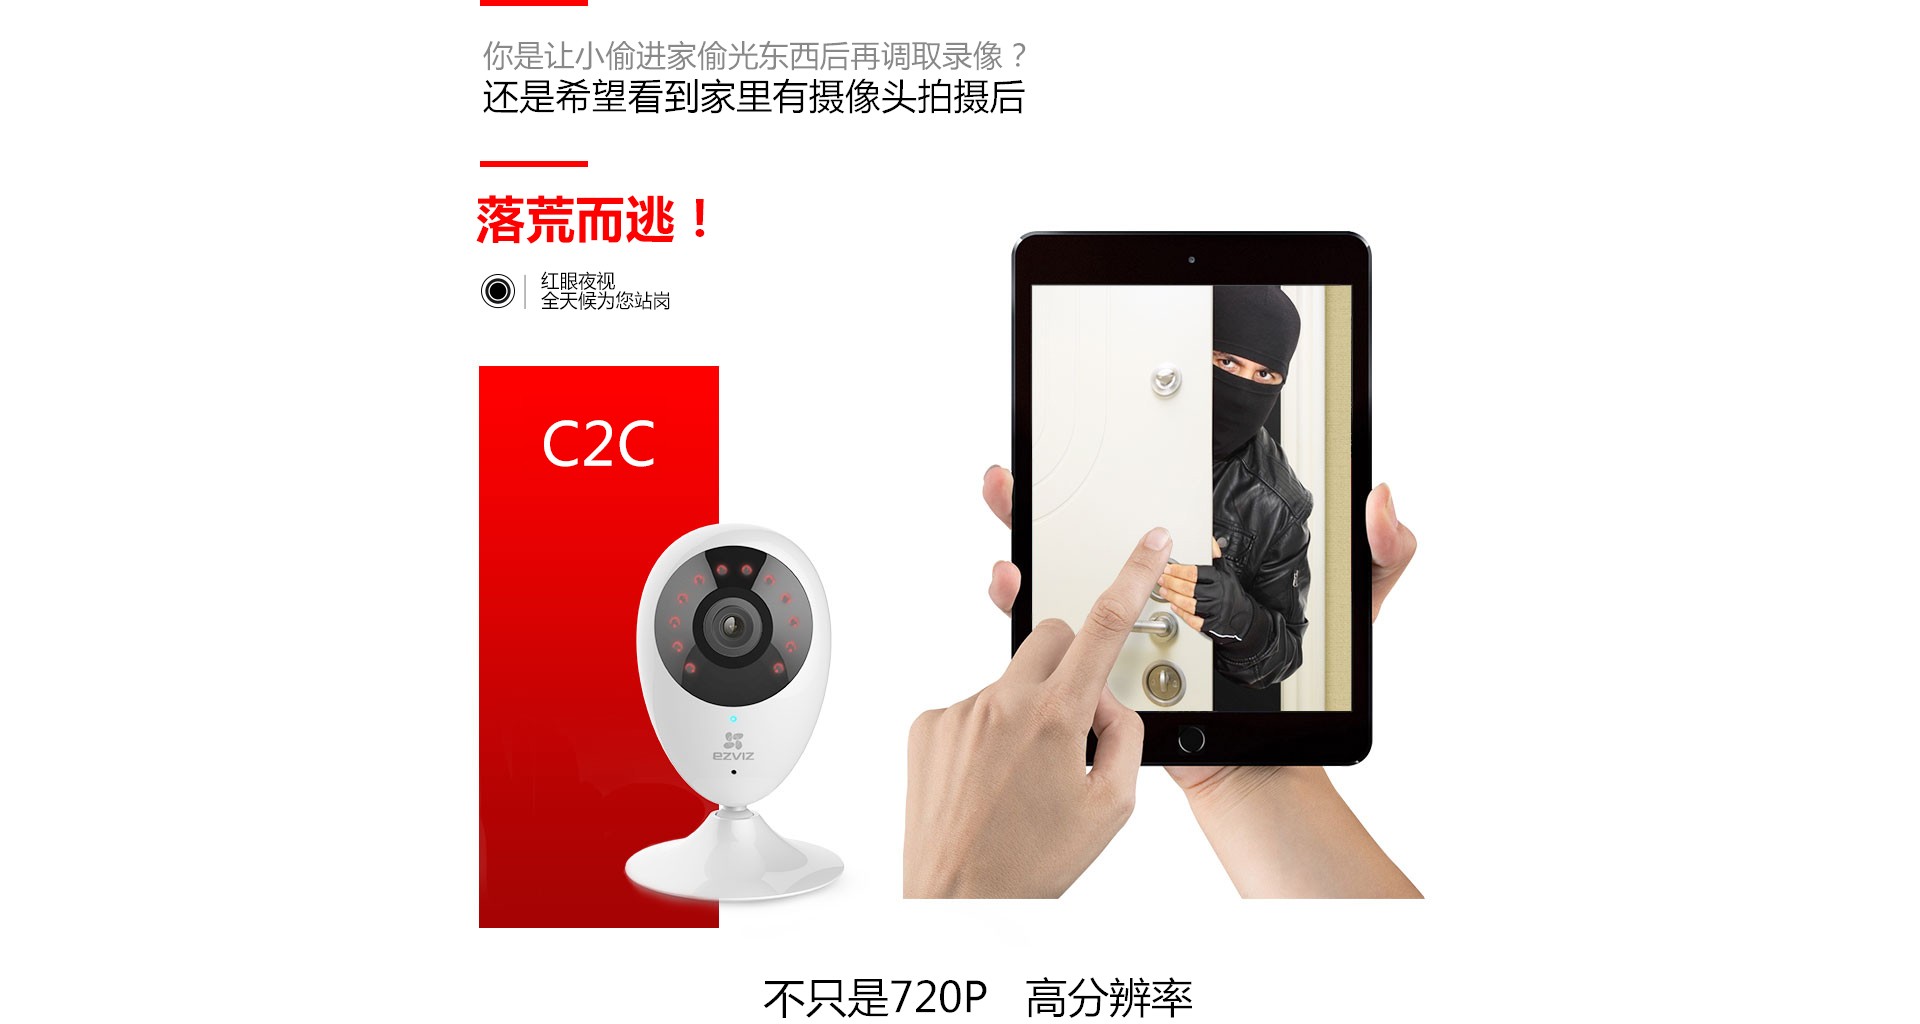 你是让小偷进家偷光东西后再调取录像？
还是希望看到家里有摄像头拍摄后
落荒而逃！
红眼夜视
全天候为您站岗
C2C
ezviz
不只是720P 高分辨率